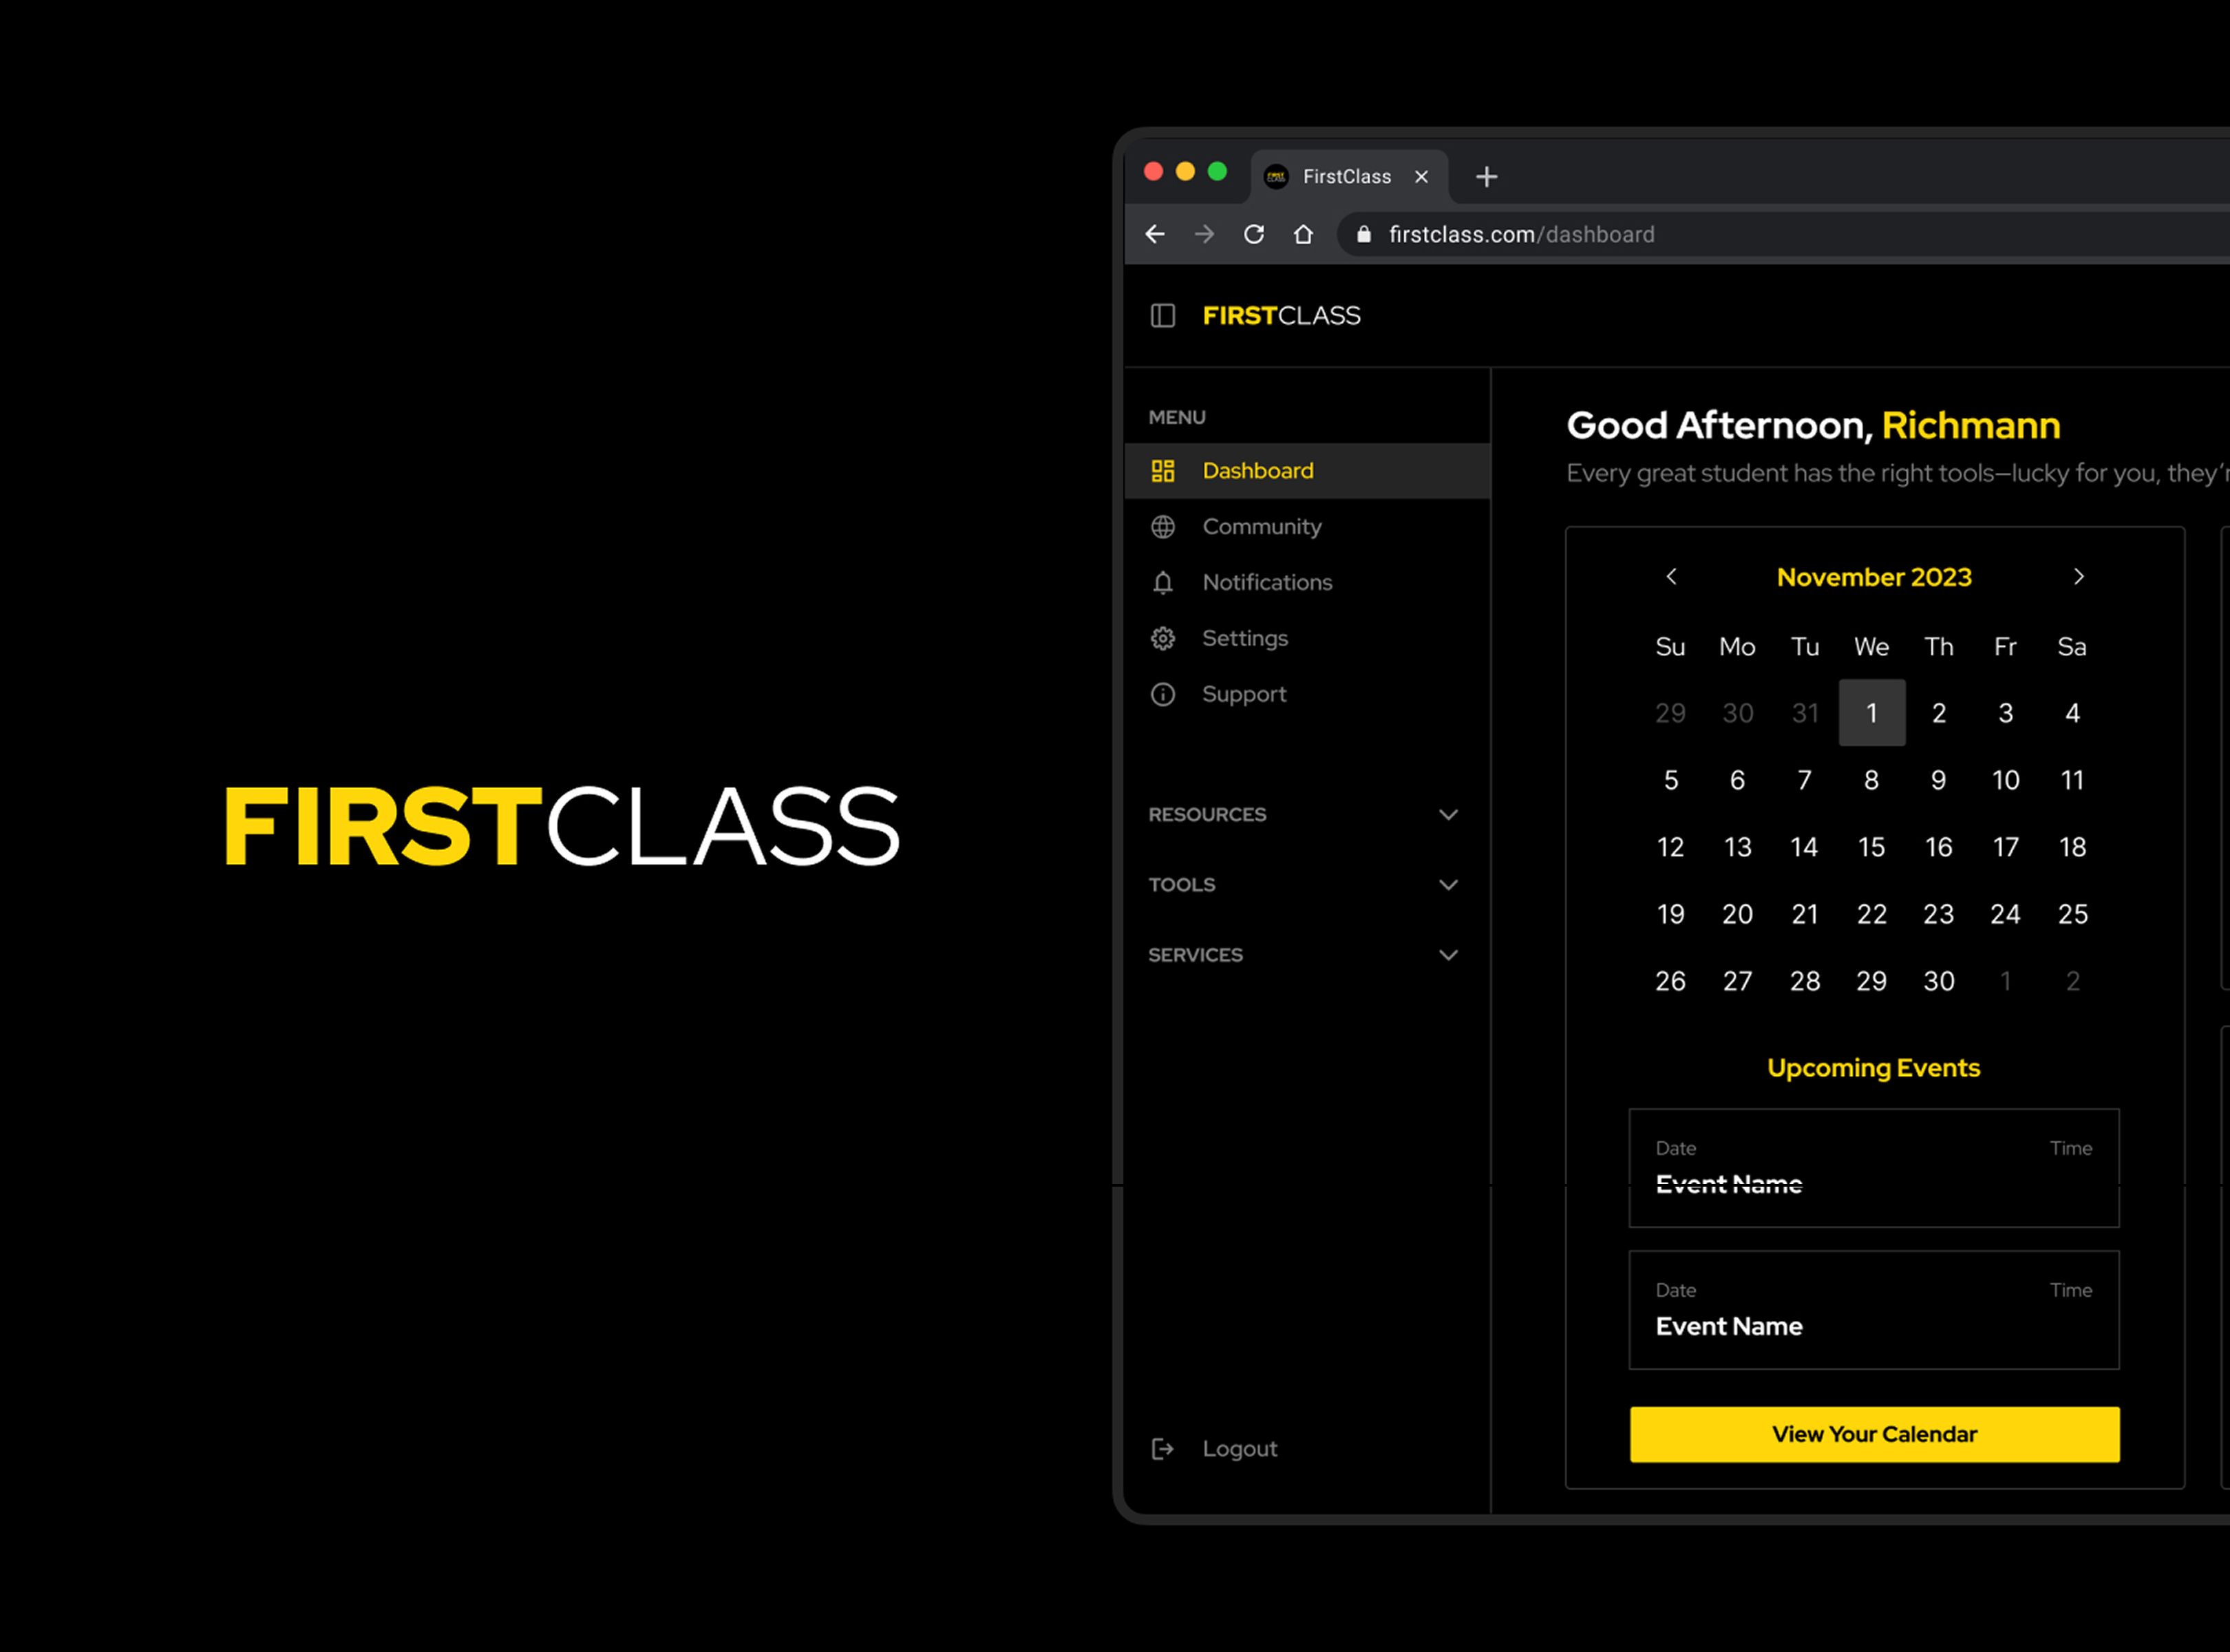 FIRSTCLASS
FirstClass
firstclass.com/dashboard
FIRSTCLASS
MENU
Dashboard
Community
Notifications
Settings
Support
RESOURCES
TOOLS
SERVICES
Logout
Good Afternoon, Richmann
Every great student has the right tools—lucky for you,
November 2023
Su Mo Tu We Th Fr Sa
29 30 31 1 2 3 4
5 6 7 8 9 10 11
12 13 14 15 16 17 18
19 20 21 22 23 24 25
26 27 28 29 30 1 2
Upcoming Events
Date Time
Event Name
Date Time
Event Name
View Your Calendar